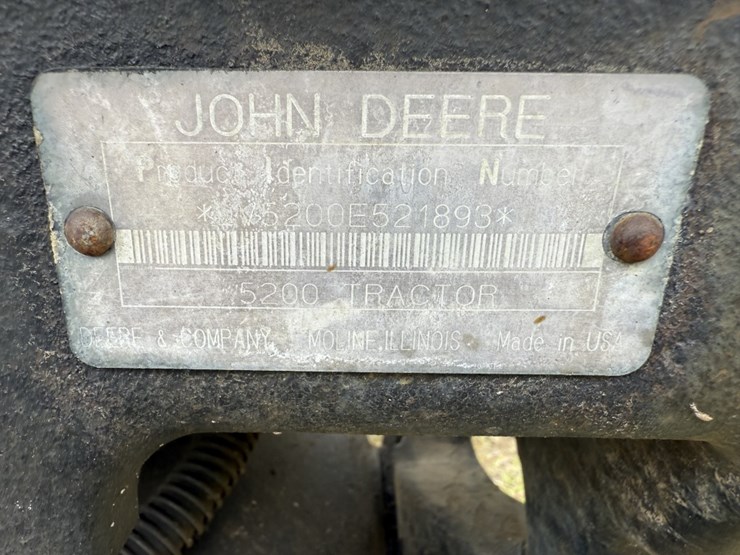 JOHN DEERE
Product Identification Number
5200E521893*
5200 TRACTOR
DEERE & COMPANY MOLINE, ILLINOIS Made in USA